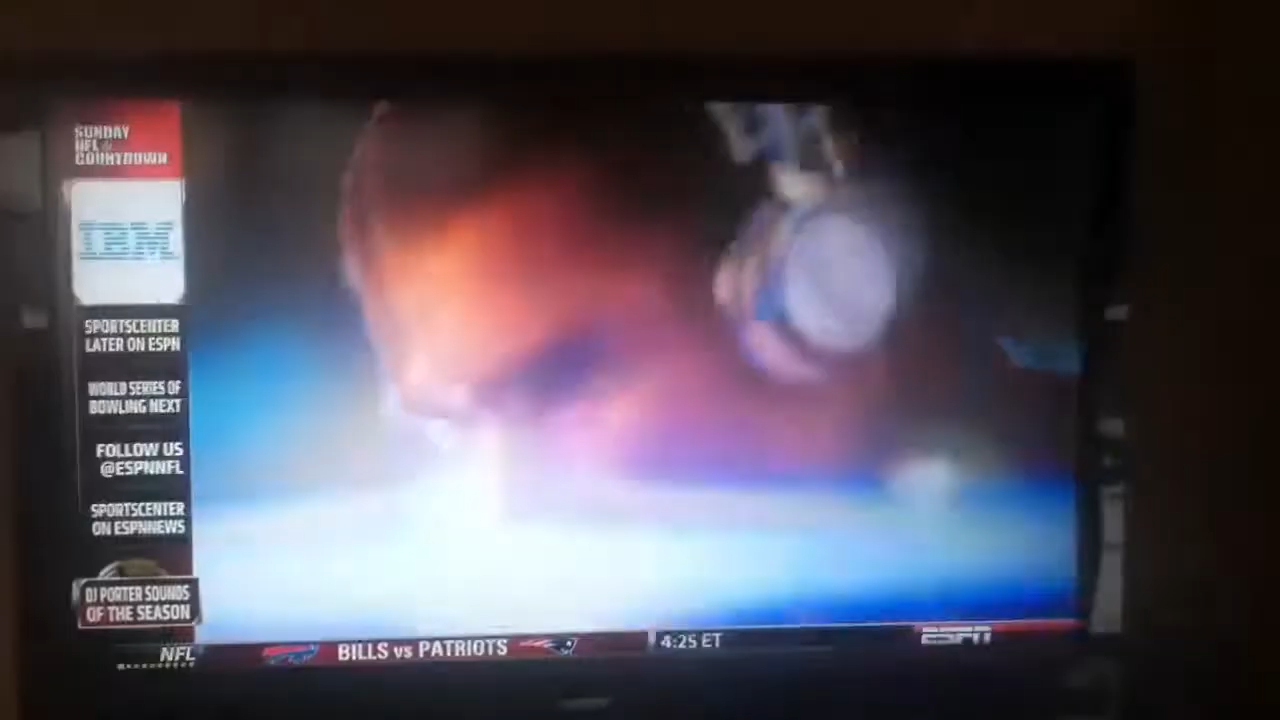 SUNDAY
NFL
COUNTDOWN
IBM
SPORTSCENTER
LATER ON ESPN
WORLD SERIES OF
BOWLING NEXT
FOLLOW US
@ESPNNFL
SPORTSCENTER
ON ESPNNEWS
DJ PORTER SOUNDS
OF THE SEASON
NFL BILLS vs PATRIOTS 4:25 ET ESPN